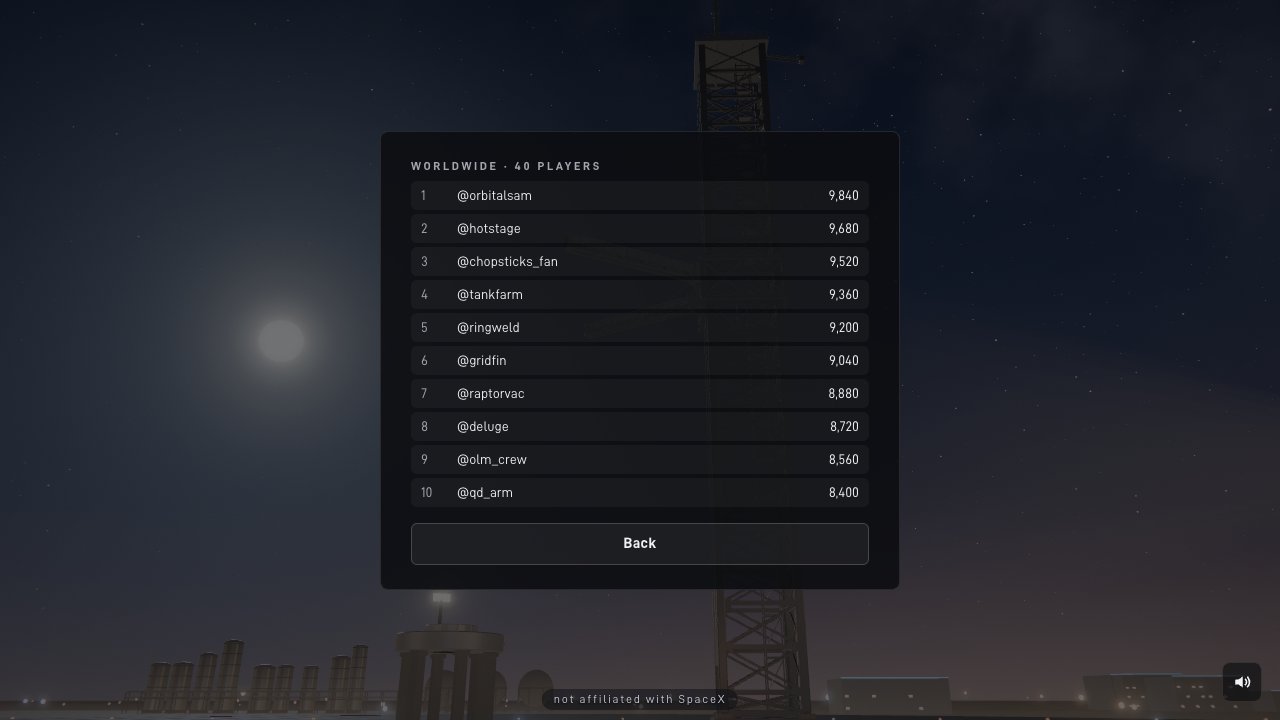 WORLDWIDE · 40 PLAYERS
1 @orbitalsam 9,840
2 @hotstage 9,680
3 @chopsticks_fan 9,520
4 @tankfarm 9,360
5 @ringweld 9,200
6 @gridfin 9,040
7 @raptorvac 8,880
8 @deluge 8,720
9 @olm_crew 8,560
10 @qd_arm 8,400
Back
not affiliated with SpaceX